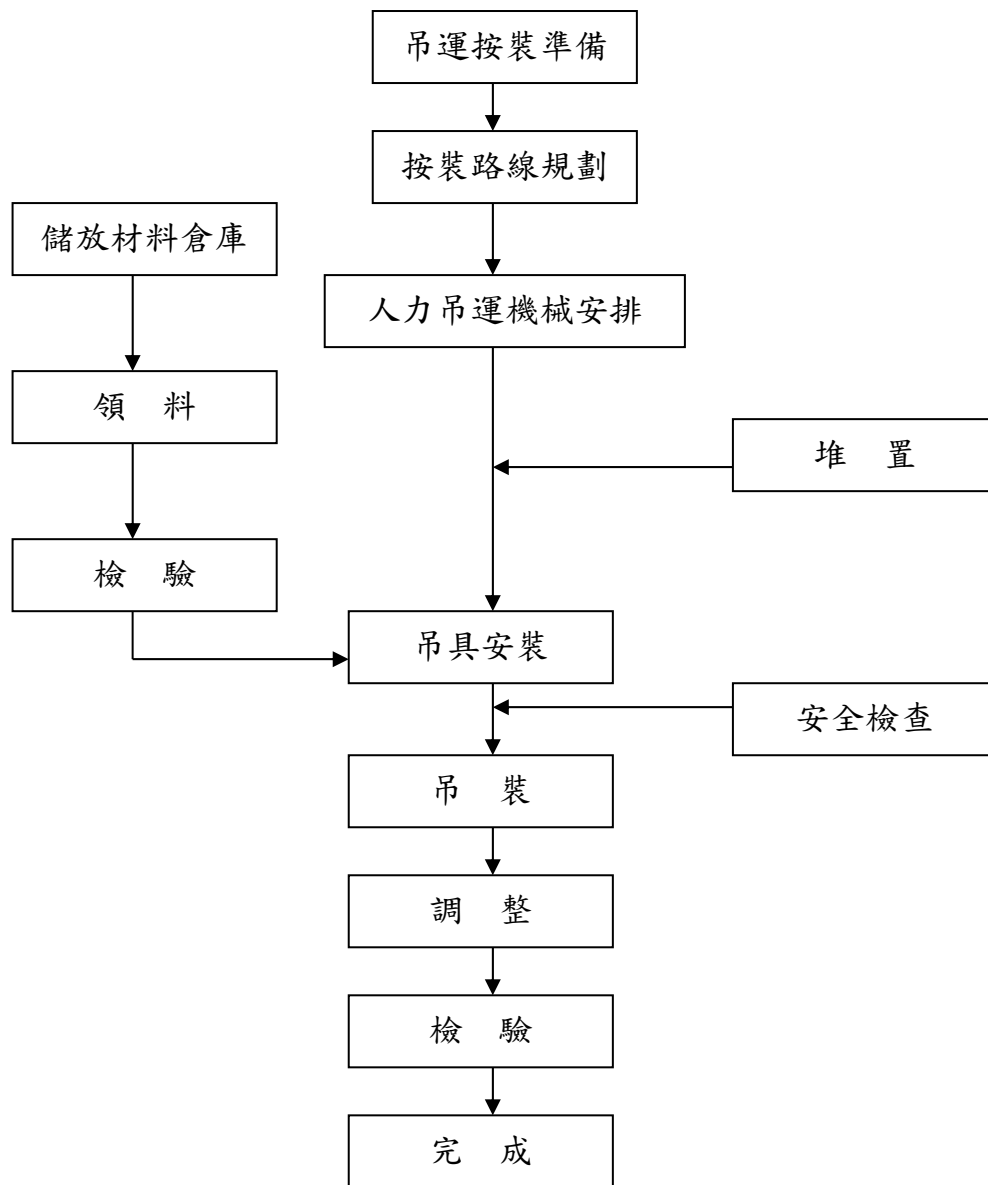 吊運按裝準備
按裝路線規劃
儲放材料倉庫
人力吊運機械安排
領　料
堆　置
檢　驗
吊具安裝
安全檢查
吊　裝
調　整
檢　驗
完　成